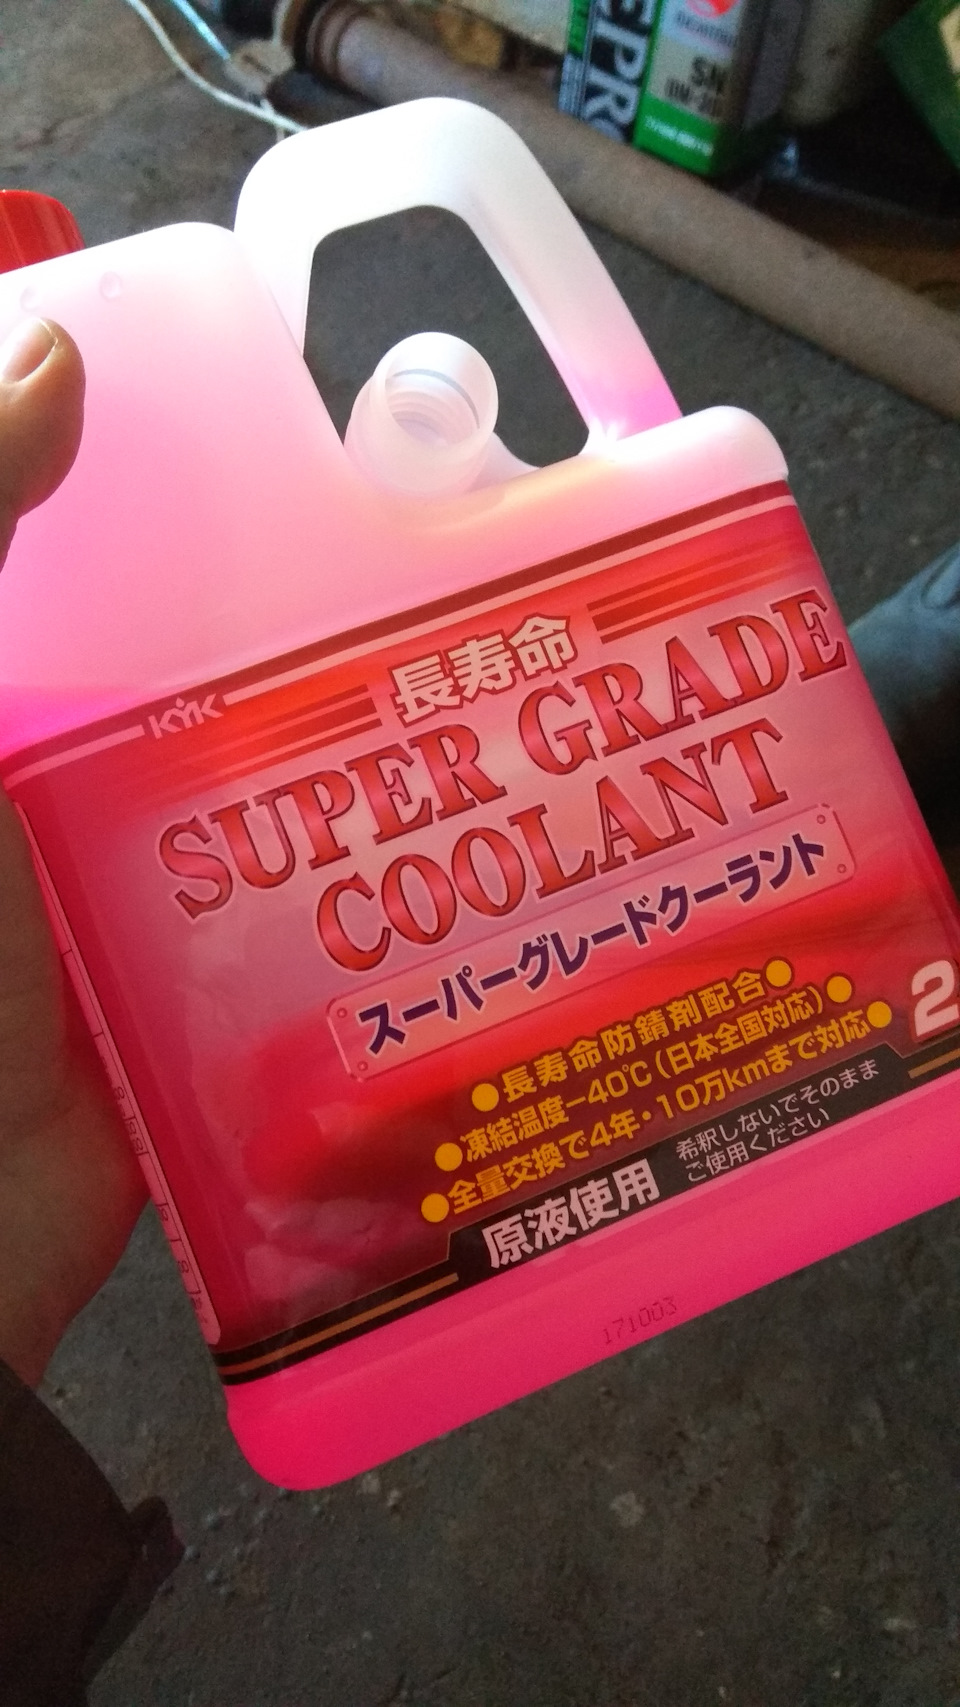 EPRO
SN
0W-20
KYK
長寿命
SUPER GRADE
COOLANT
スーパーグレードクーラント
●長寿命防錆剤配合●
●凍結温度−40℃(日本全国対応)●
●全量交換で4年・10万kmまで対応●
原液使用
希釈しないでそのまま
ご使用ください
2
171003